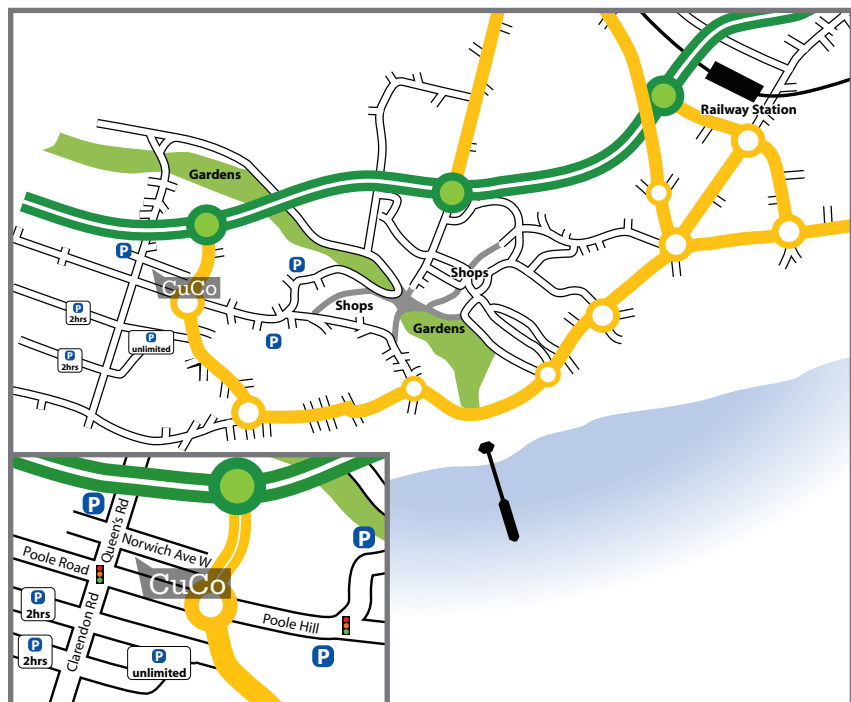 Railway Station
Gardens
P
P
Shops
CuCo
Shops
P
2hrs
Gardens
P
unlimited
P
P
2hrs
P
Queen's Rd
Norwich Ave W
P
Poole Road
CuCo
P
2hrs
Clarendon Rd
Poole Hill
P
2hrs
P
unlimited
P